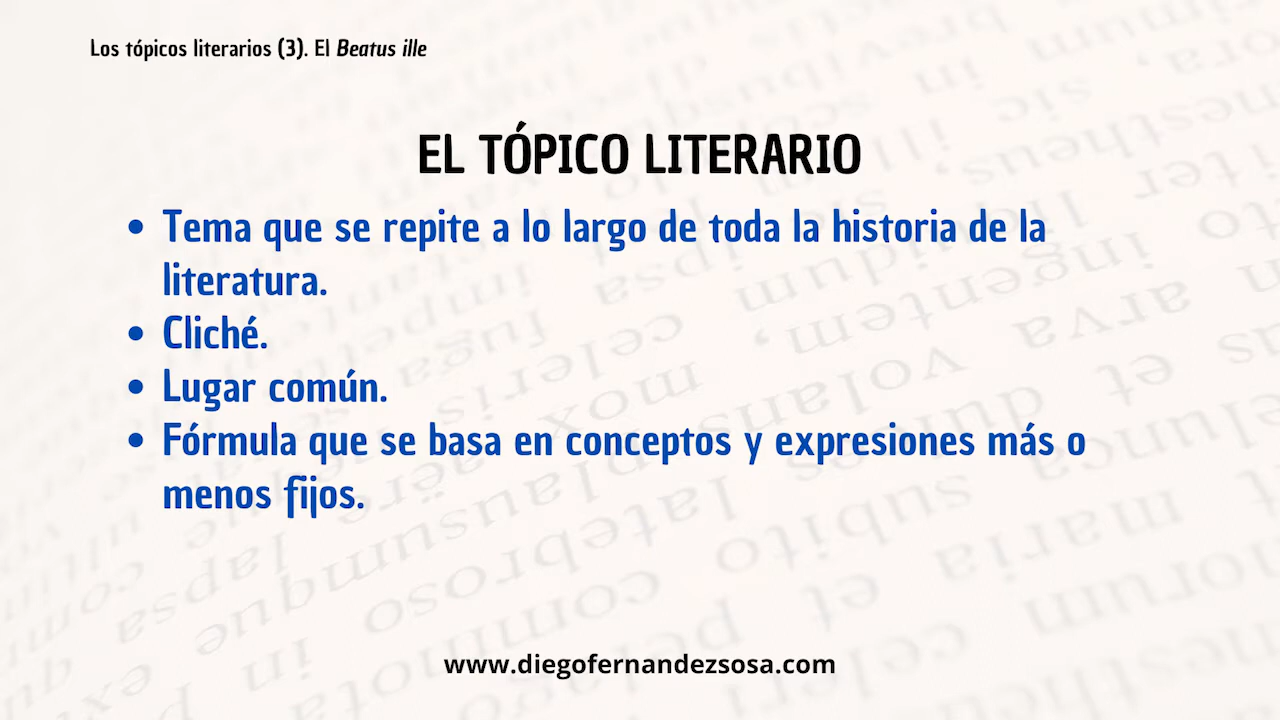 Los tópicos literarios (3). El Beatus ille
EL TÓPICO LITERARIO
• Tema que se repite a lo largo de toda la historia de la
literatura.
• Cliché.
• Lugar común.
• Fórmula que se basa en conceptos y expresiones más o
menos fijos.
www.diegofernandezsosa.com